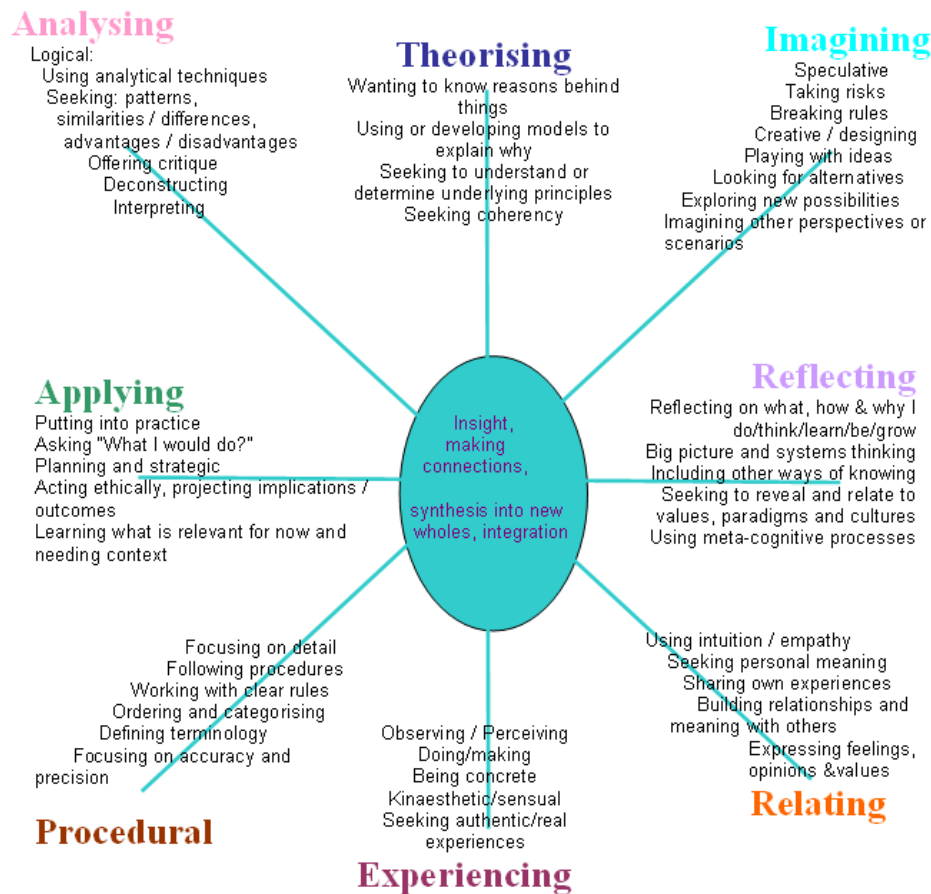 Analysing
Logical:
Using analytical techniques
Seeking: patterns,
similarities / differences,
advantages / disadvantages
Offering critique
Deconstructing
Interpreting
Theorising
Wanting to know reasons behind
things
Using or developing models to
explain why
Seeking to understand or
determine underlying principles
Seeking coherency
Imagining
Speculative
Taking risks
Breaking rules
Creative / designing
Playing with ideas
Looking for alternatives
Exploring new possibilities
Imagining other perspectives or
scenarios
Applying
Putting into practice
Asking "What I would do?"
Planning and strategic
Acting ethically, projecting implications /
outcomes
Learning what is relevant for now and
needing context
Insight,
making
connections,
synthesis into new
wholes, integration
Reflecting
Reflecting on what, how & why I
do/think/learn/be/grow
Big picture and systems thinking
Including other ways of knowing
Seeking to reveal and relate to
values, paradigms and cultures
Using meta-cognitive processes
Focusing on detail
Following procedures
Working with clear rules
Ordering and categorising
Defining terminology
Focusing on accuracy and
precision
Procedural
Observing / Perceiving
Doing/making
Being concrete
Kinaesthetic/sensual
Seeking authentic/real
experiences
Experiencing
Using intuition / empathy
Seeking personal meaning
Sharing own experiences
Building relationships and
meaning with others
Expressing feelings,
opinions &values
Relating